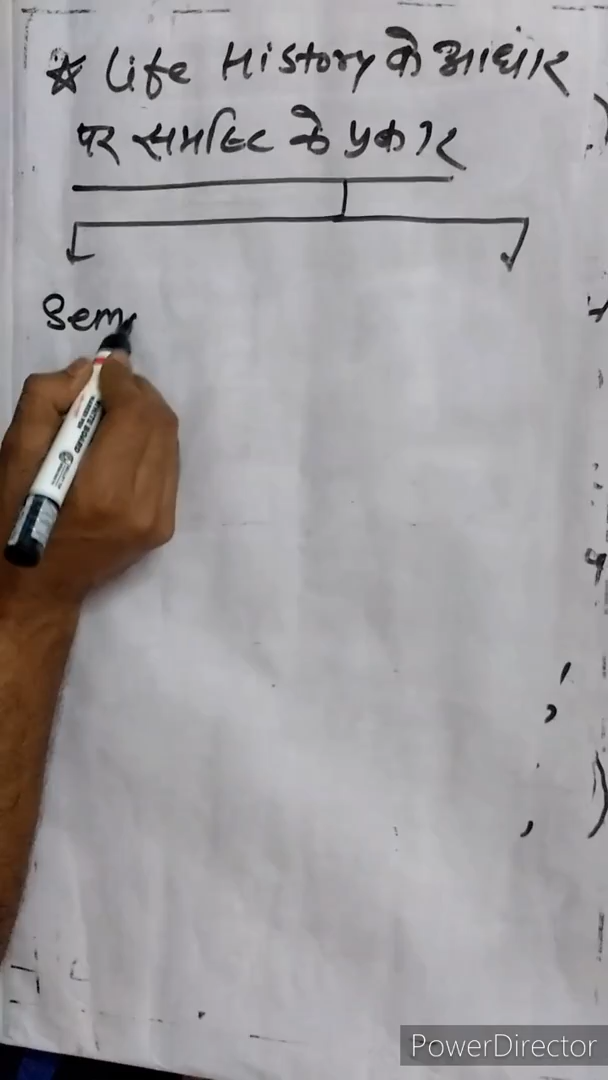 ☆ Life History के आधार
पर समष्टि के प्रकार
Sem
PowerDirector